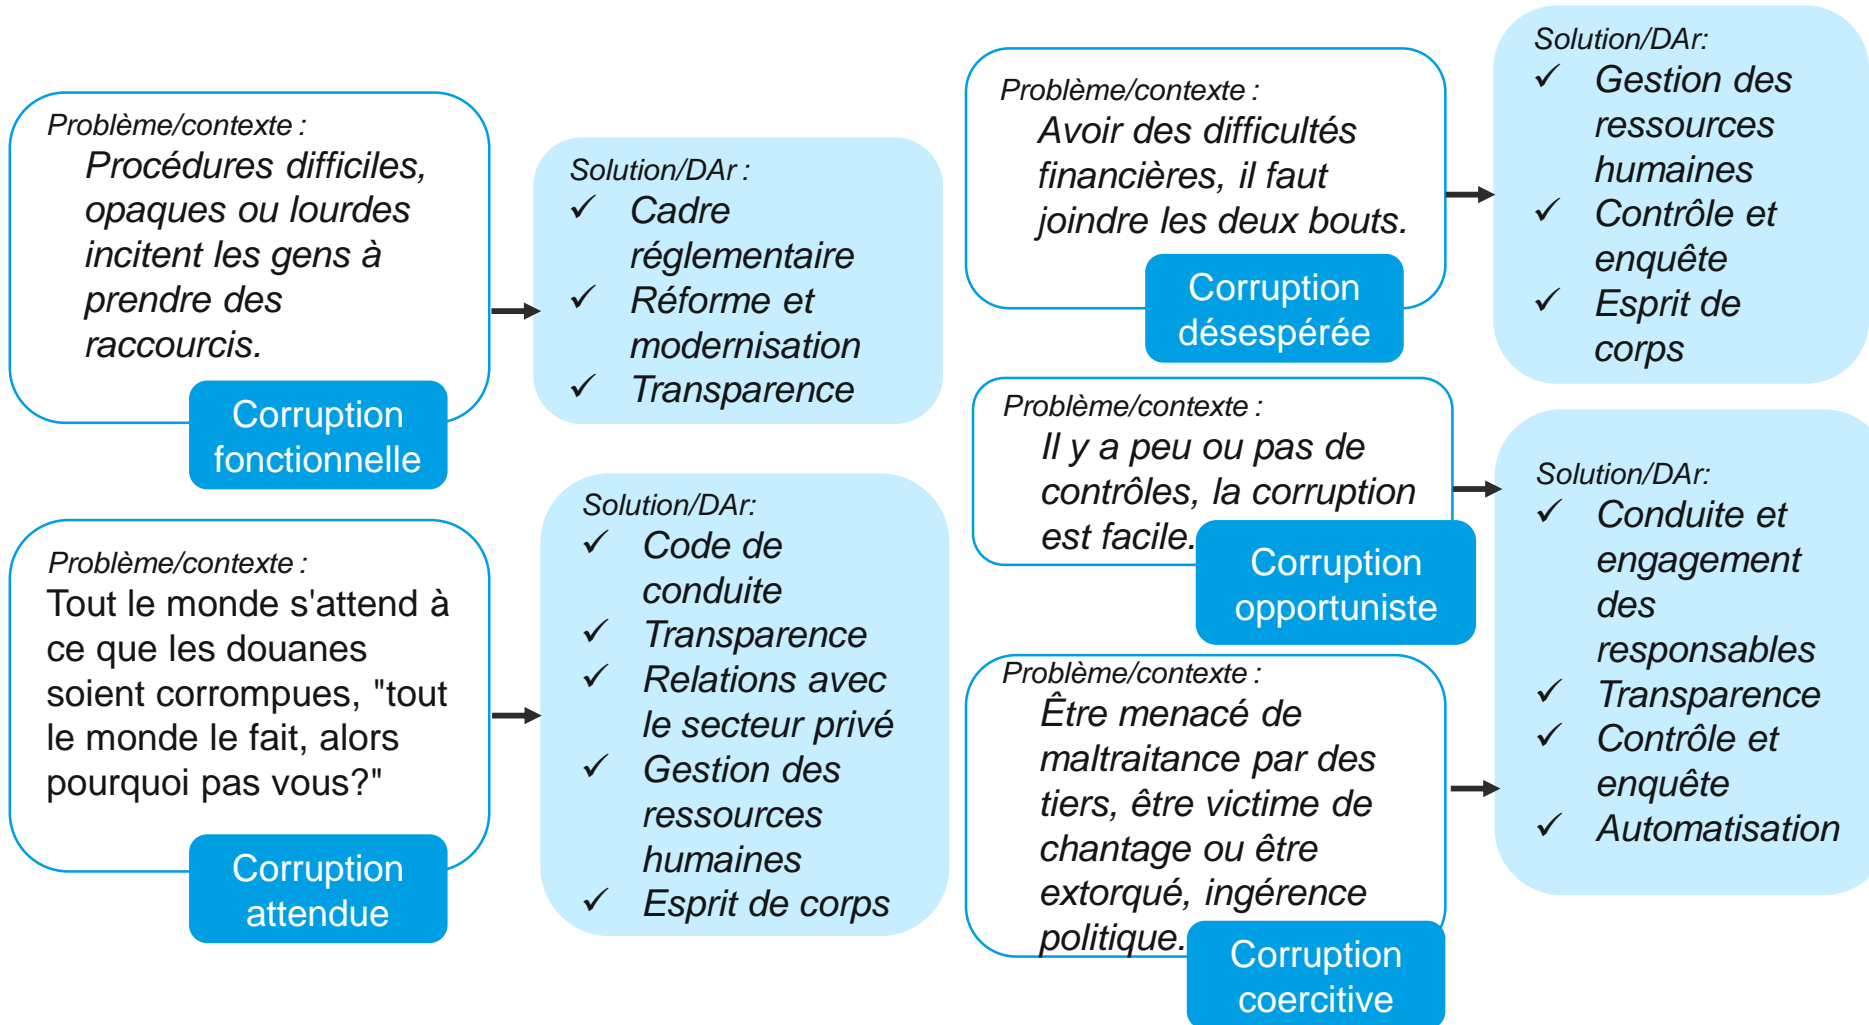 Problème/contexte :
Procédures difficiles,
opaques ou lourdes
incitent les gens à
prendre des
raccourcis.
Corruption
fonctionnelle
Solution/DAr :
✓ Cadre
réglementaire
✓ Réforme et
modernisation
✓ Transparence
Problème/contexte :
Tout le monde s'attend à
ce que les douanes
soient corrompues, "tout
le monde le fait, alors
pourquoi pas vous?"
Corruption
attendue
Solution/DAr:
✓ Code de
conduite
✓ Transparence
✓ Relations avec
le secteur privé
✓ Gestion des
ressources
humaines
✓ Esprit de corps
Problème/contexte :
Avoir des difficultés
financières, il faut
joindre les deux bouts.
Corruption
désespérée
Solution/DAr:
✓ Gestion des
ressources
humaines
✓ Contrôle et
enquête
✓ Esprit de
corps
Problème/contexte :
Il y a peu ou pas de
contrôles, la corruption
est facile.
Corruption
opportuniste
Problème/contexte :
Être menacé de
maltraitance par des
tiers, être victime de
chantage ou être
extorqué, ingérence
politique.
Corruption
coercitive
Solution/DAr:
✓ Conduite et
engagement
des
responsables
✓ Transparence
✓ Contrôle et
enquête
✓ Automatisation